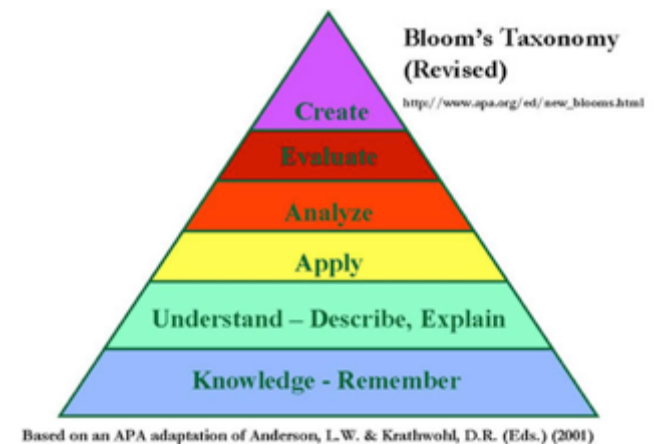 Bloom's Taxonomy
(Revised)
http://www.apa.org/ed/new_blooms.html
Create
Evaluate
Analyze
Apply
Understand – Describe, Explain
Knowledge - Remember
Based on an APA adaptation of Anderson, L.W. & Krathwohl, D.R. (Eds.) (2001)